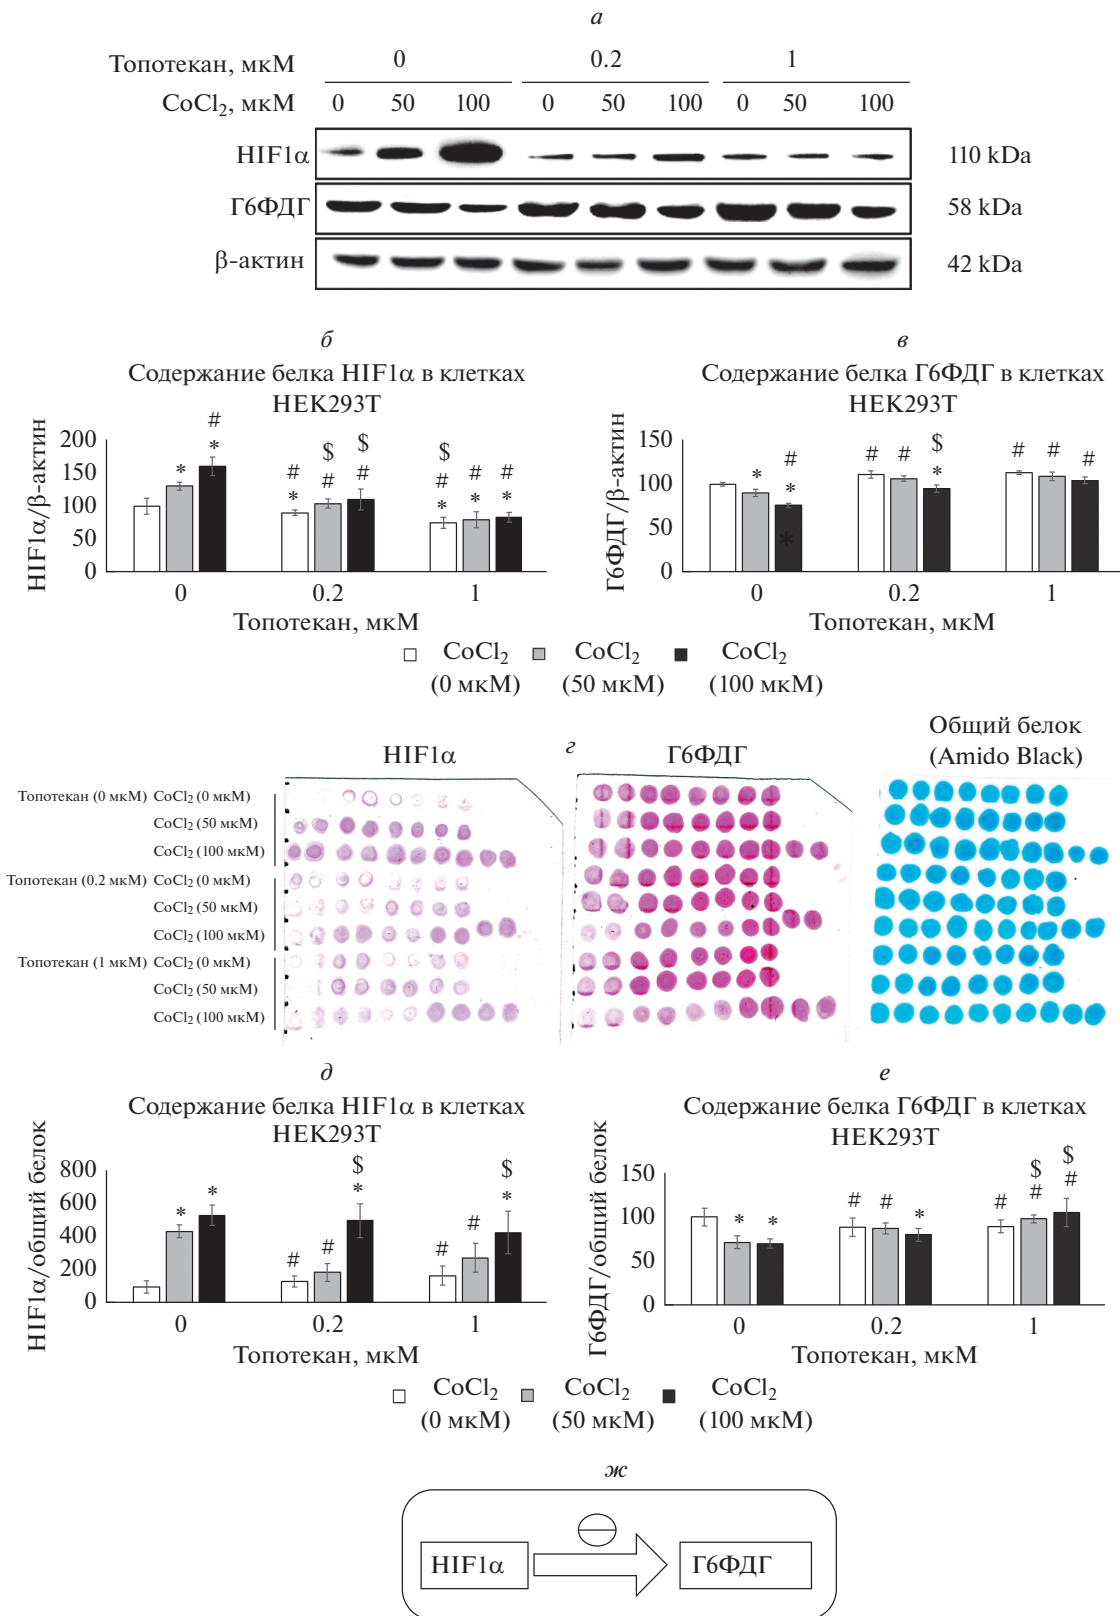 а
Топотекан, мкМ 0 0.2 1
CoCl2, мкМ 0 50 100 0 50 100 0 50 100
HIF1α 110 kDa
Г6ФДГ 58 kDa
β-актин 42 kDa
б
Содержание белка HIF1α в клетках
HEK293T
HIF1α/β-актин
200
150
100
50
0
* # * # * $ # $ # $ # * # * # *
0 0.2 1
Топотекан, мкМ
в
Содержание белка Г6ФДГ в клетках
HEK293T
Г6ФДГ/β-актин
150
100
50
0
* # * * # # $ * # # #
0 0.2 1
Топотекан, мкМ
CoCl2 CoCl2 CoCl2
(0 мкМ) (50 мкМ) (100 мкМ)
г
HIF1α Г6ФДГ Общий белок
(Amido Black)
Топотекан (0 мкМ) CoCl2 (0 мкМ)
CoCl2 (50 мкМ)
CoCl2 (100 мкМ)
Топотекан (0.2 мкМ) CoCl2 (0 мкМ)
CoCl2 (50 мкМ)
CoCl2 (100 мкМ)
Топотекан (1 мкМ) CoCl2 (0 мкМ)
CoCl2 (50 мкМ)
CoCl2 (100 мкМ)
д
Содержание белка HIF1α в клетках
HEK293T
HIF1α/общий белок
800
600
400
200
0
* * # # $ * # # $ *
0 0.2 1
Топотекан, мкМ
е
Содержание белка Г6ФДГ в клетках
HEK293T
Г6ФДГ/общий белок
150
100
50
0
* * # # * # $ # $ #
0 0.2 1
Топотекан, мкМ
CoCl2 CoCl2 CoCl2
(0 мкМ) (50 мкМ) (100 мкМ)
ж
HIF1α Г6ФДГ